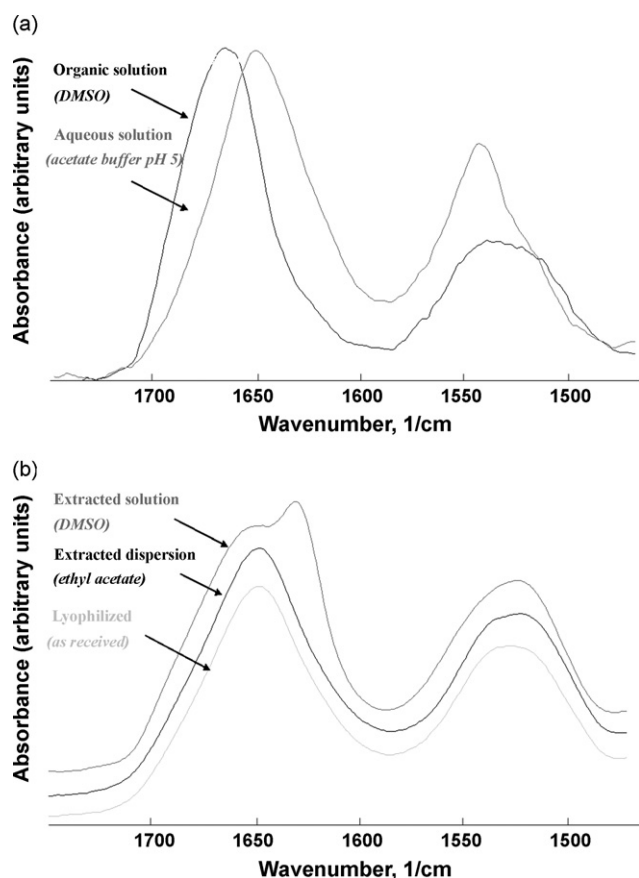 (a)
Organic solution
(DMSO)
Aqueous solution
(acetate buffer pH 5)
Absorbance (arbitrary units)
1700 1650 1600 1550 1500
Wavenumber, 1/cm
(b)
Extracted solution
(DMSO)
Extracted dispersion
(ethyl acetate)
Lyophilized
(as received)
Absorbance (arbitrary units)
1700 1650 1600 1550 1500
Wavenumber, 1/cm